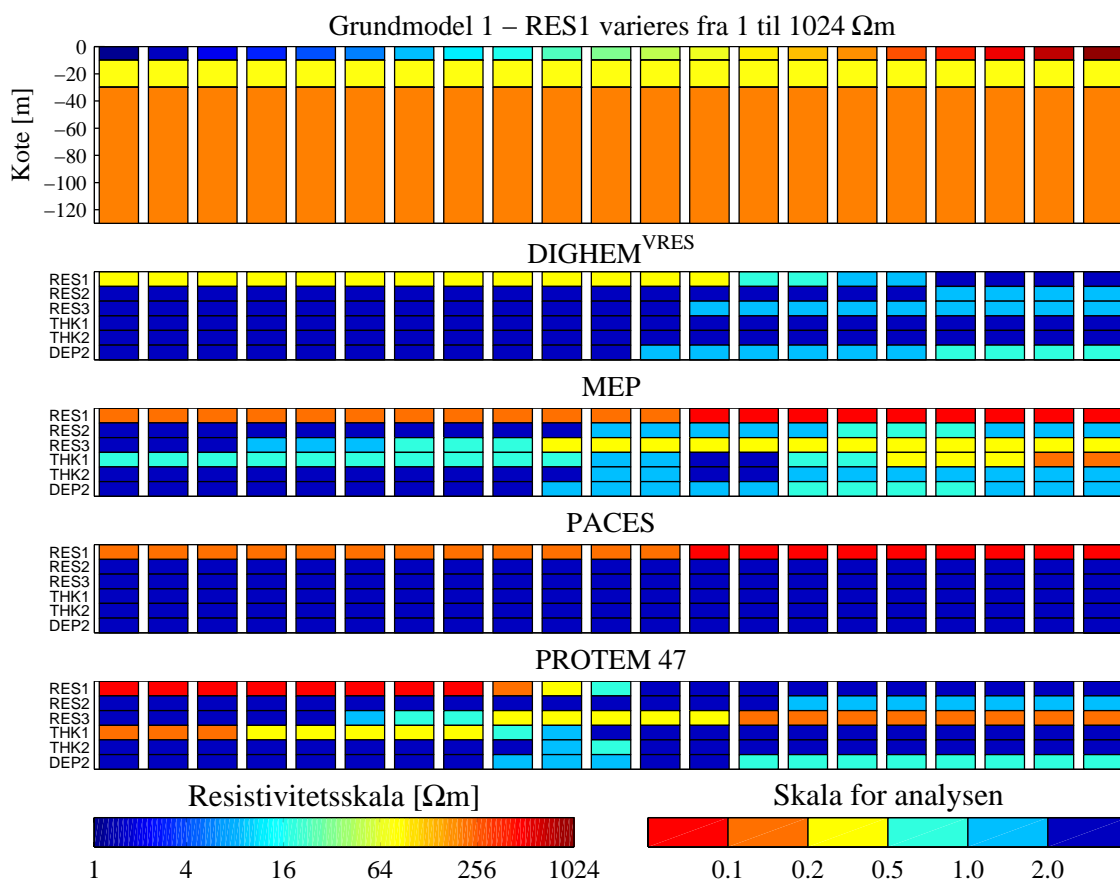 Grundmodel 1 – RES1 varieres fra 1 til 1024 Ωm
Kote [m]
0
−20
−40
−60
−80
−100
−120
DIGHEM^VRES
RES1
RES2
RES3
THK1
THK2
DEP2
MEP
RES1
RES2
RES3
THK1
THK2
DEP2
PACES
RES1
RES2
RES3
THK1
THK2
DEP2
PROTEM 47
RES1
RES2
RES3
THK1
THK2
DEP2
Resistivitetsskala [Ωm]
1 4 16 64 256 1024
Skala for analysen
0.1 0.2 0.5 1.0 2.0